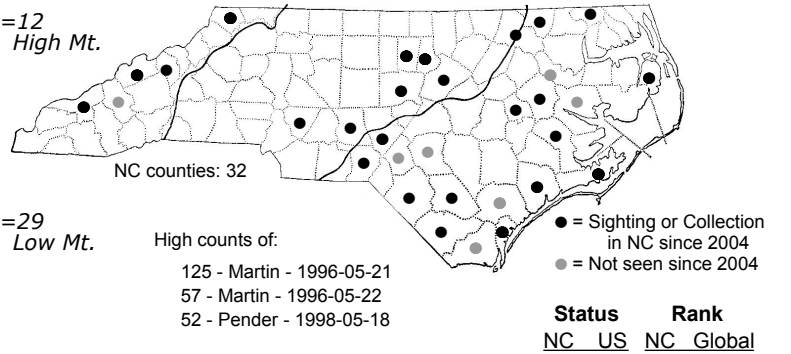 =12
High Mt.
NC counties: 32
=29
Low Mt.
High counts of:
125 - Martin - 1996-05-21
57 - Martin - 1996-05-22
52 - Pender - 1998-05-18
= Sighting or Collection
in NC since 2004
= Not seen since 2004
Status Rank
NC US NC Global